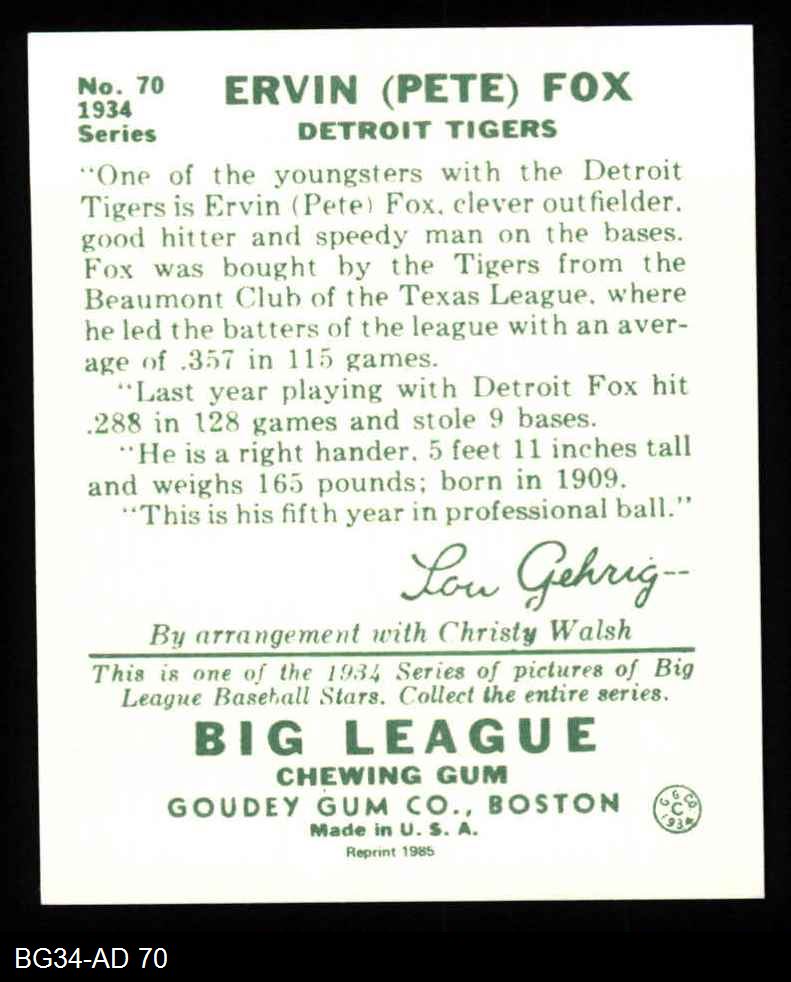 No. 70
1934
Series
ERVIN (PETE) FOX
DETROIT TIGERS
"One of the youngsters with the Detroit
Tigers is Ervin (Pete) Fox, clever outfielder,
good hitter and speedy man on the bases.
Fox was bought by the Tigers from the
Beaumont Club of the Texas League, where
he led the batters of the league with an aver-
age of .357 in 115 games.
"Last year playing with Detroit Fox hit
.288 in 128 games and stole 9 bases.
"He is a right hander, 5 feet 11 inches tall
and weighs 165 pounds; born in 1909.
"This is his fifth year in professional ball."
Lou Gehrig--
By arrangement with Christy Walsh
This is one of the 1934 Series of pictures of Big
League Baseball Stars. Collect the entire series.
BIG LEAGUE
CHEWING GUM
GOUDEY GUM CO., BOSTON
G. G. CO.
C
1934
Made in U. S. A.
Reprint 1985
BG34-AD 70